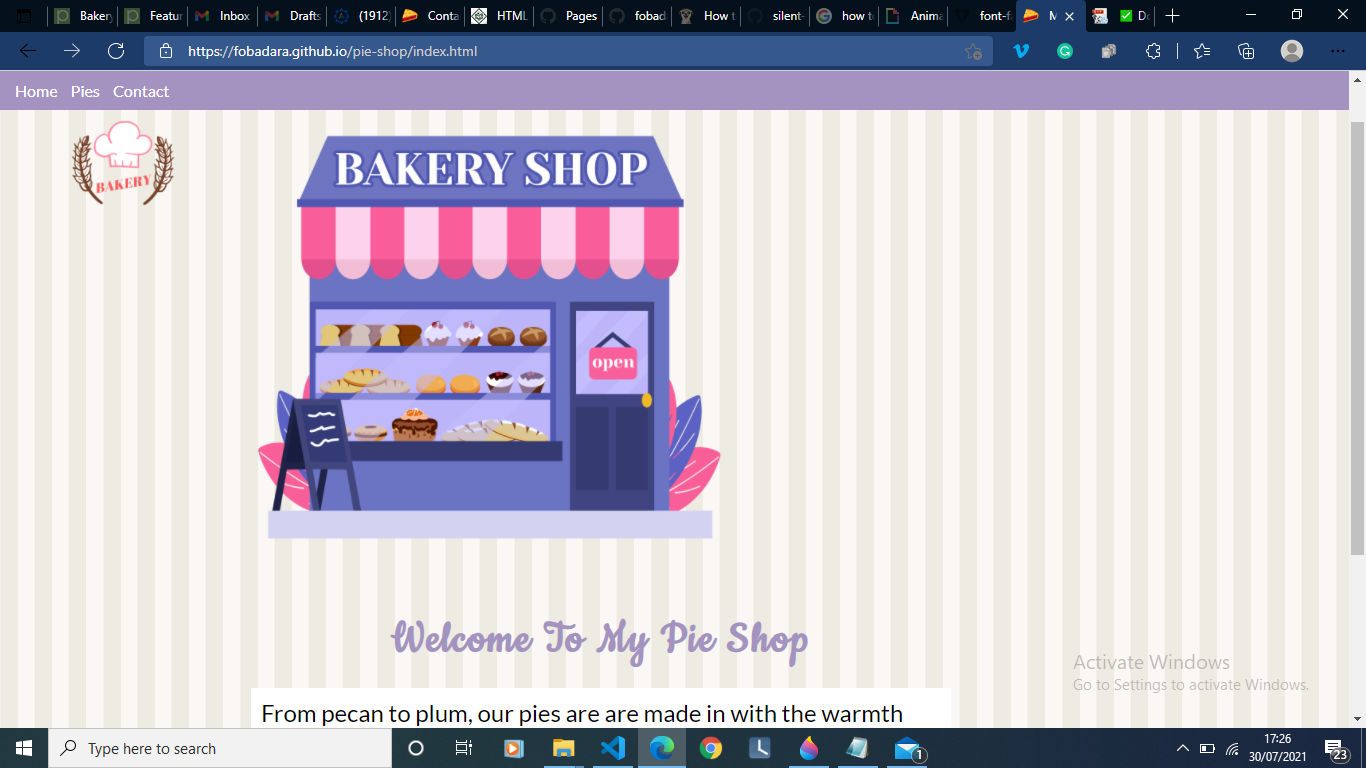 Bakery
Featur
Inbox
Drafts
(1912)
Conta
HTML
Pages
fobad
How t
silent-
how to
Anima
font-f
M
Do
https://fobadara.github.io/pie-shop/index.html
Home Pies Contact
BAKERY
BAKERY SHOP
open
Welcome To My Pie Shop
Activate Windows
Go to Settings to activate Windows.
From pecan to plum, our pies are are made in with the warmth
Type here to search
1
17:26
30/07/2021
23